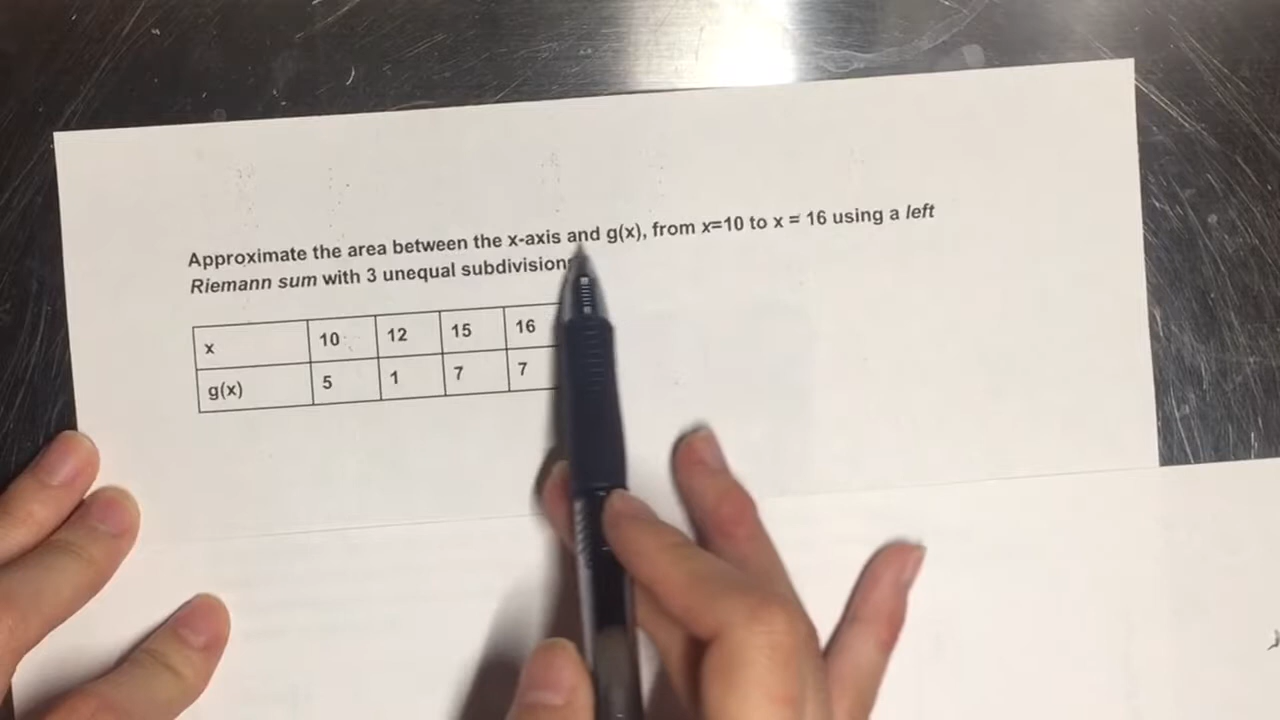 Approximate the area between the x-axis and g(x), from x=10 to x = 16 using a left
Riemann sum with 3 unequal subdivision
x 10 12 15 16
g(x) 5 1 7 7